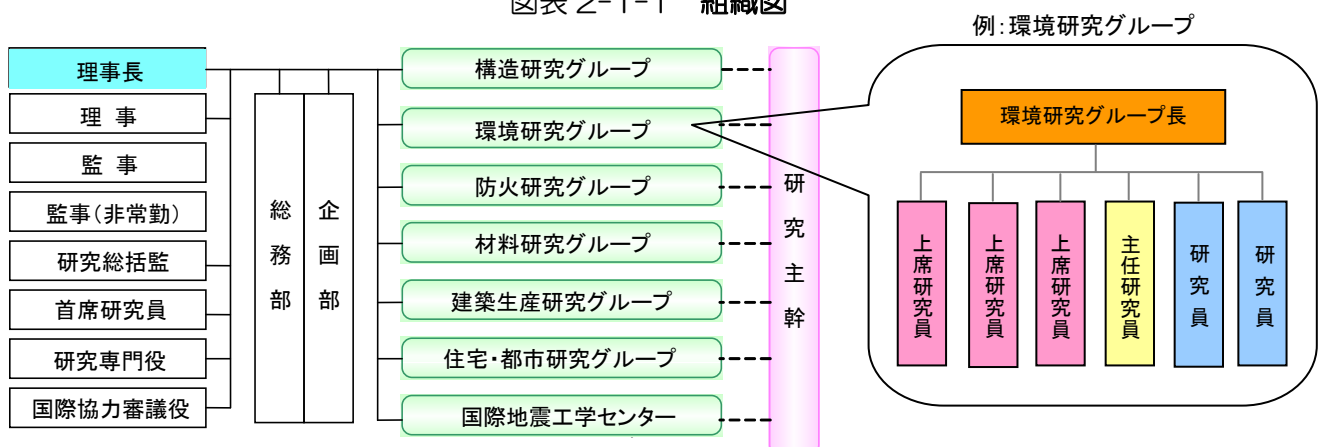 図表2-1-1 組織図
例:環境研究グループ
理事長
理 事
監 事
監事(非常勤)
研究総括監
首席研究員
研究専門役
国際協力審議役
総務部
企画部
構造研究グループ
環境研究グループ
防火研究グループ
材料研究グループ
建築生産研究グループ
住宅・都市研究グループ
国際地震工学センター
研究主幹
環境研究グループ長
上席研究員
上席研究員
上席研究員
主任研究員
研究員
研究員